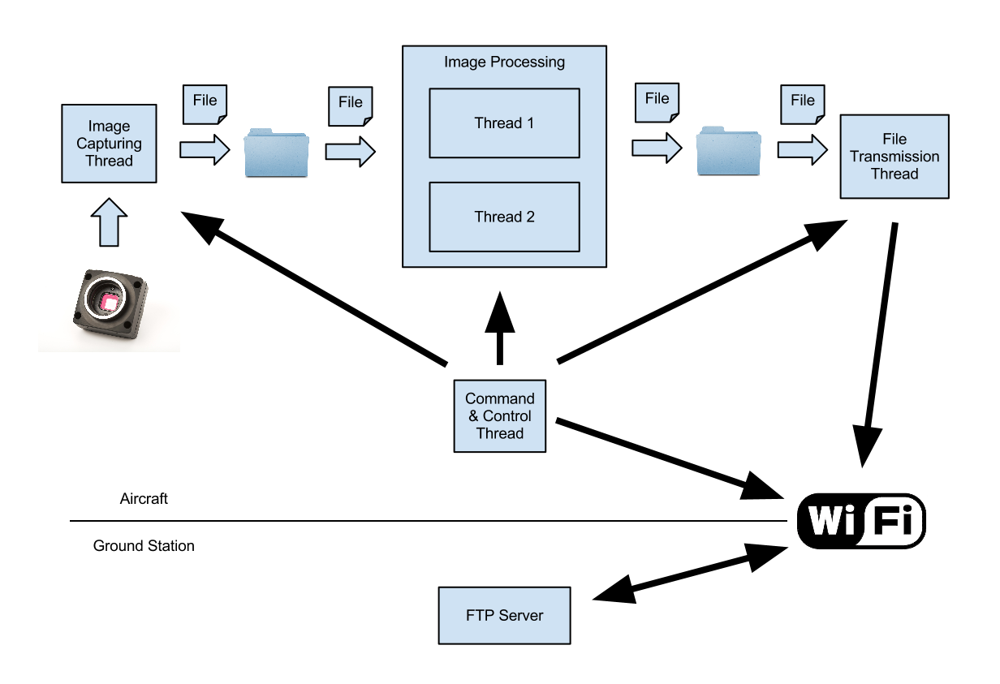 Image Processing
File
File
File
File
Image
Capturing
Thread
Thread 1
File
Transmission
Thread
Thread 2
Command
& Control
Thread
Aircraft
WiFi
Ground Station
FTP Server